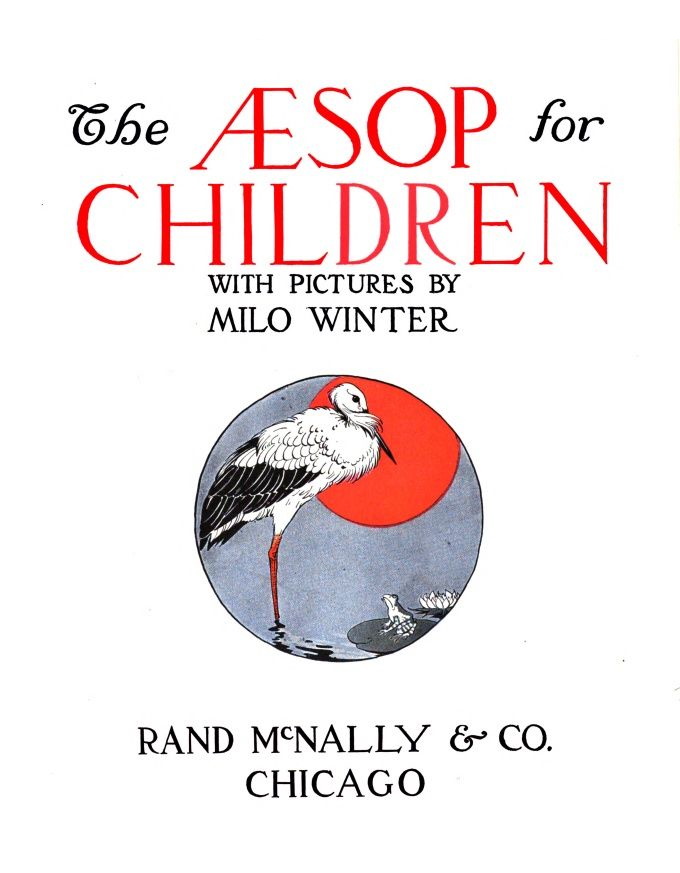 The ÆSOP for
CHILDREN
WITH PICTURES BY
MILO WINTER
RAND McNALLY & CO.
CHICAGO